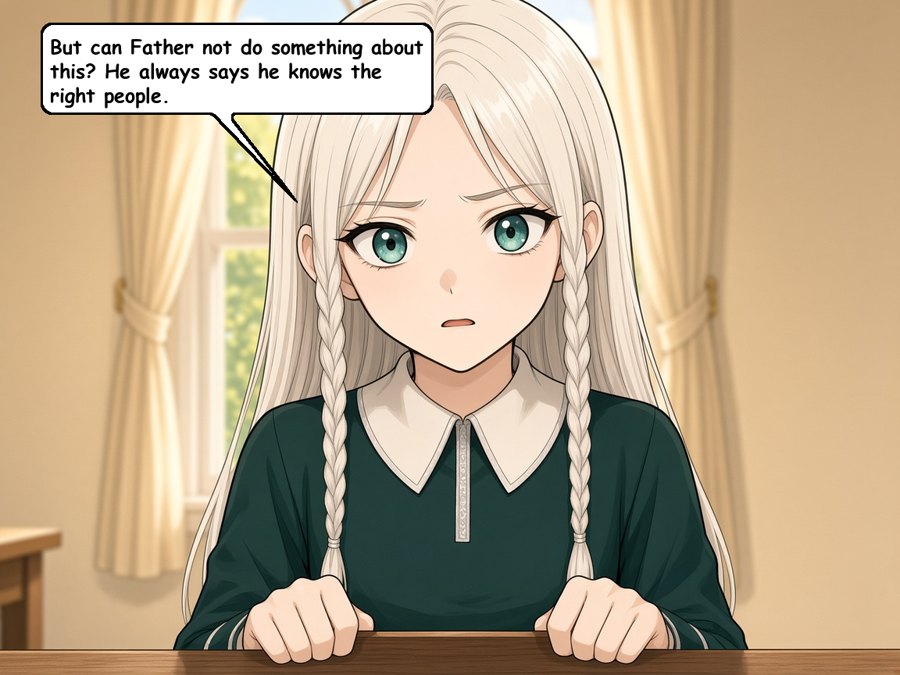 But can Father not do something about
this? He always says he knows the
right people.